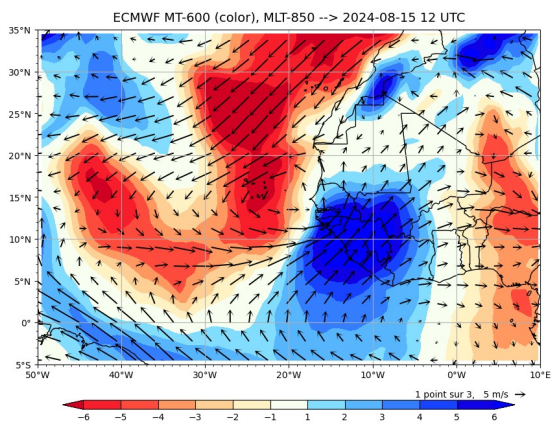 ECMWF MT-600 (color), MLT-850 --> 2024-08-15 12 UTC
35°N
30°N
25°N
20°N
15°N
10°N
5°N
0°
5°S
50°W 40°W 30°W 20°W 10°W 0°W 10°E
1 point sur 3, 5 m/s
−6 −5 −4 −3 −2 −1 1 2 3 4 5 6